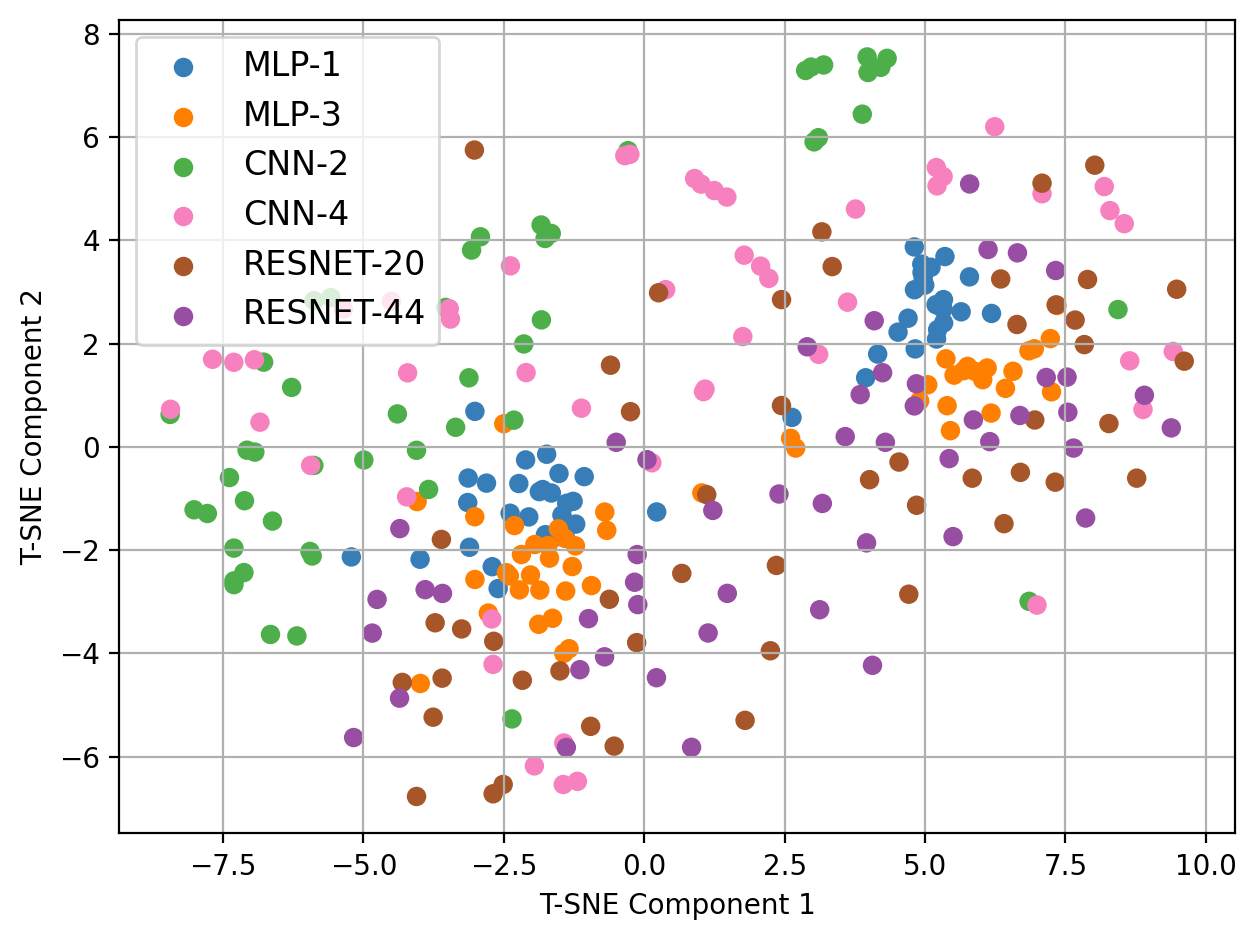 MLP-1
MLP-3
CNN-2
CNN-4
RESNET-20
RESNET-44
8
6
4
2
0
−2
−4
−6
T-SNE Component 2
−7.5 −5.0 −2.5 0.0 2.5 5.0 7.5 10.0
T-SNE Component 1